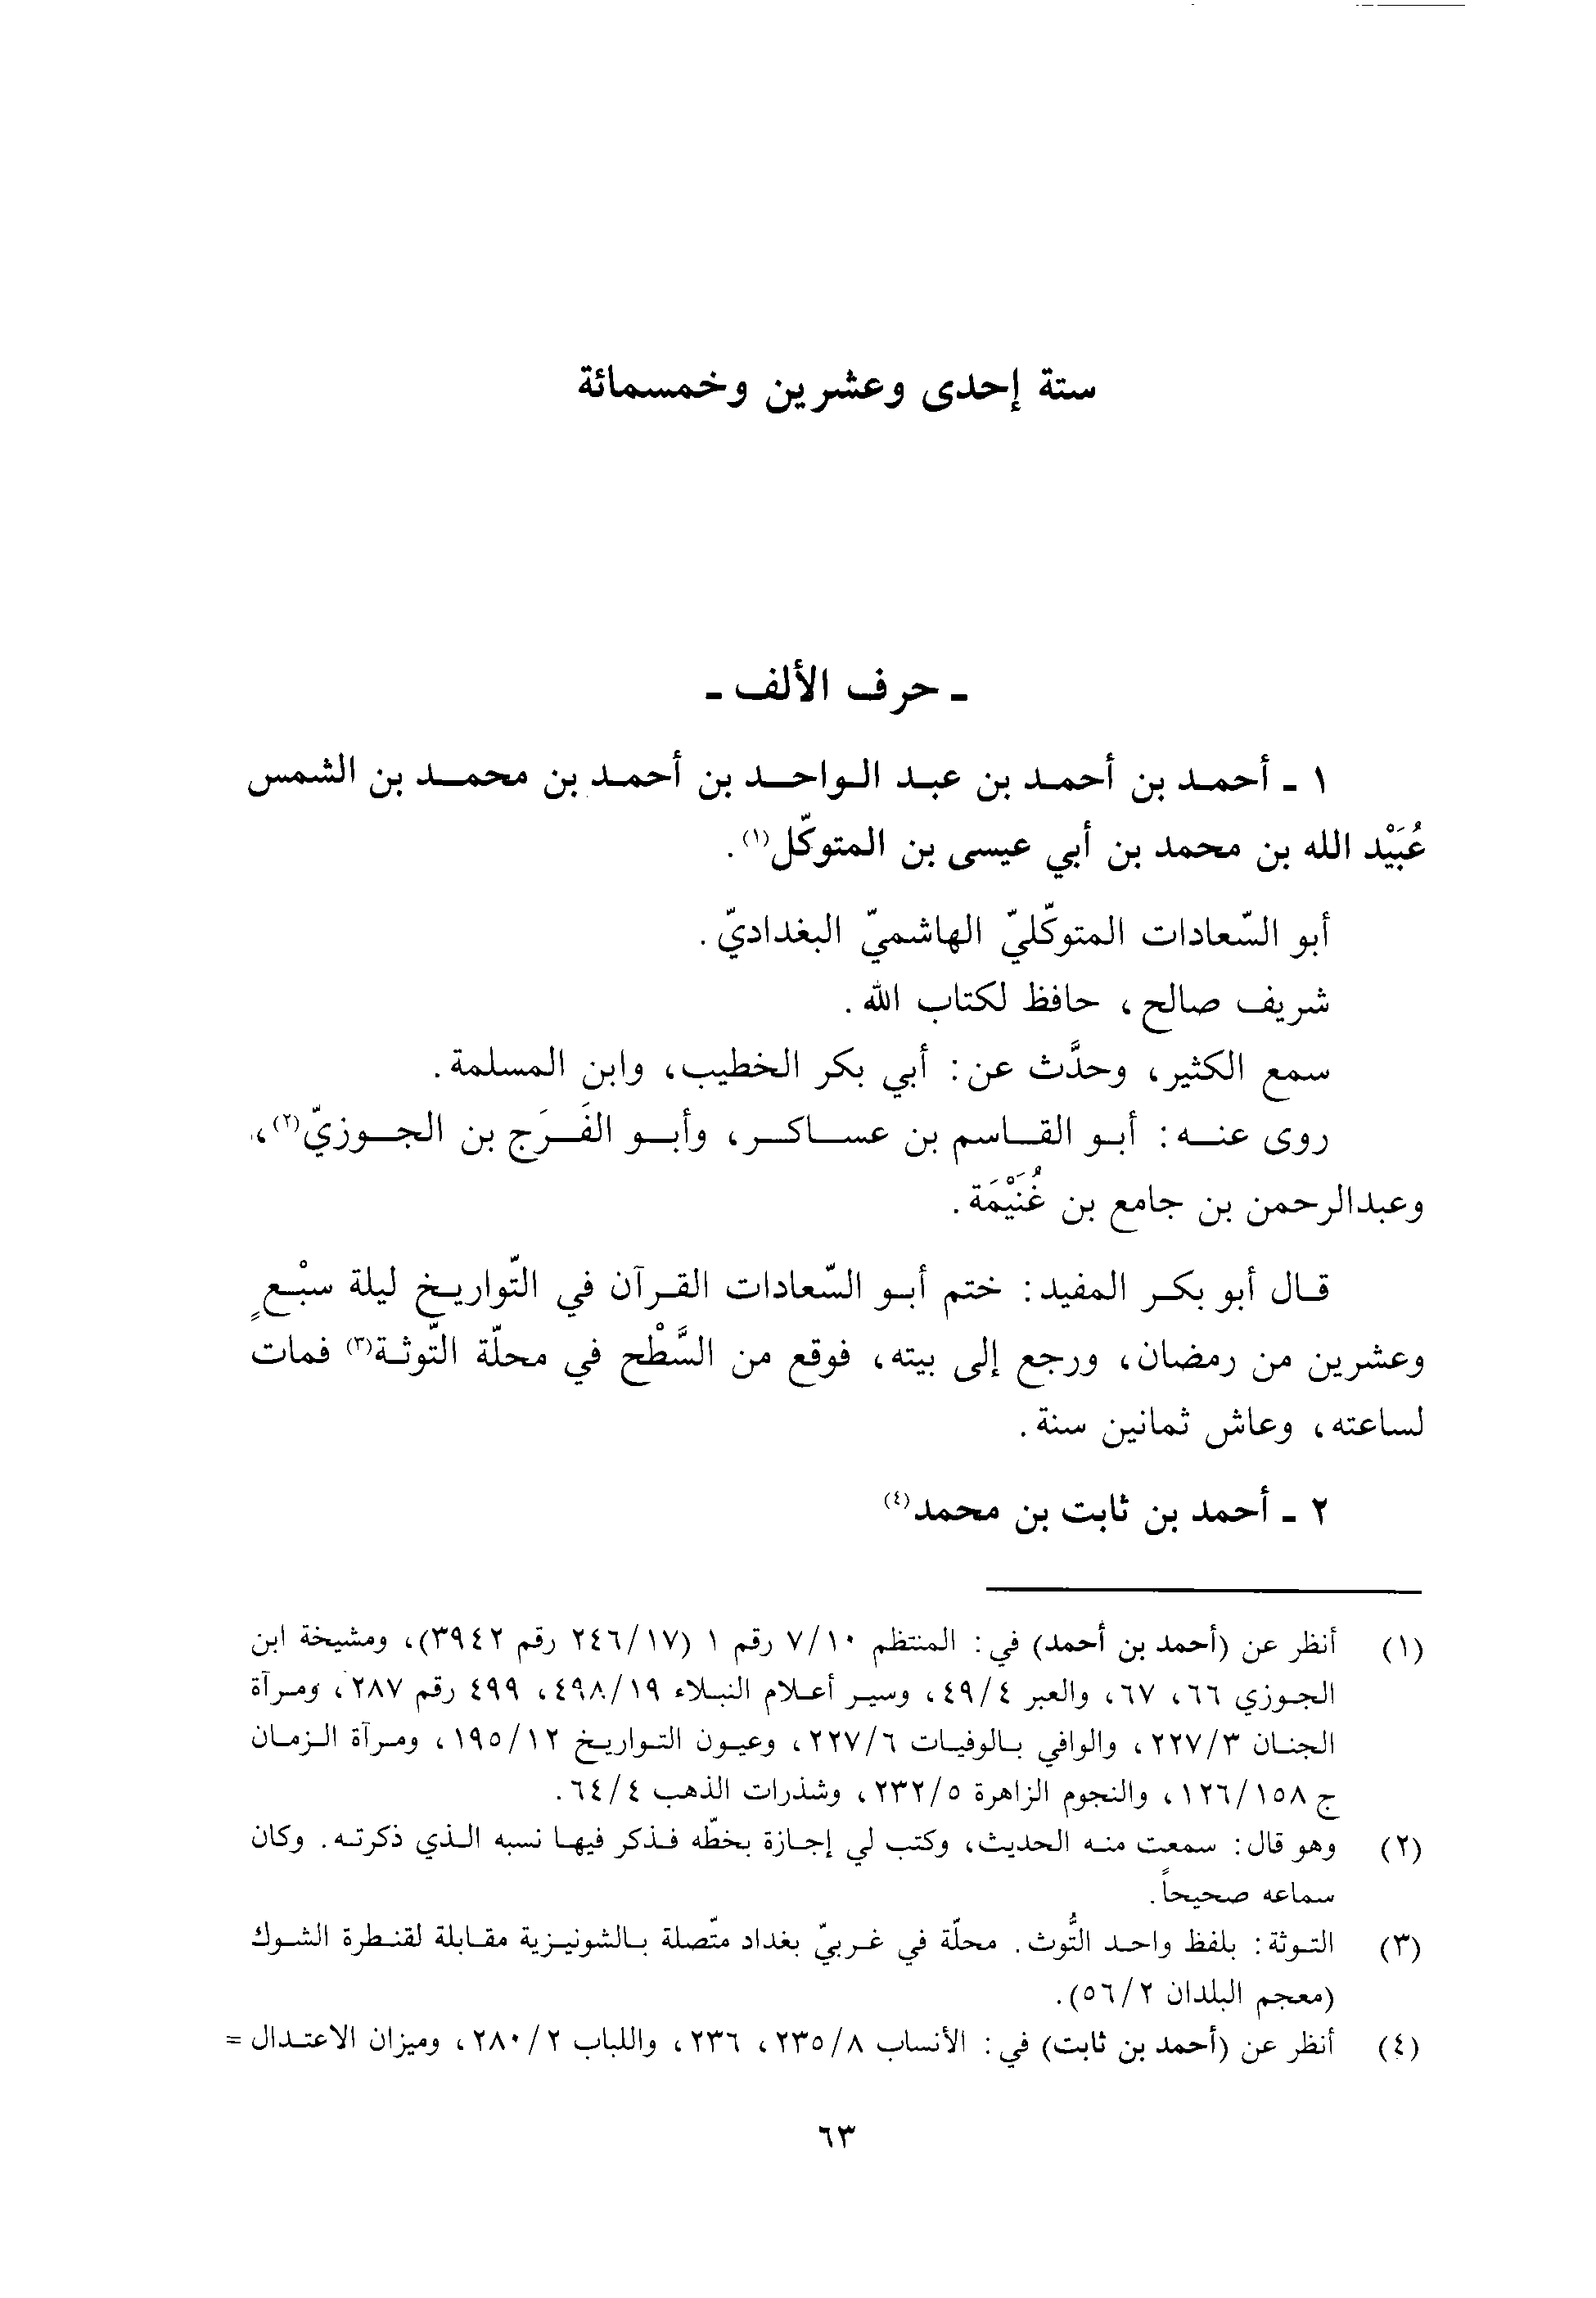 ستة إحدى وعشرين وخمسمائة
ـ حرف الألف ـ
١ ـ أحمد بن أحمد بن عبد الواحد بن أحمد بن محمد بن الشمس
عُبَيْد الله بن محمد بن أبي عيسى بن المتوكّل(١).
أبو السّعادات المتوكّليّ الهاشميّ البغداديّ.
شريف صالح، حافظ لكتاب الله.
سمع الكثير، وحدَّث عن: أبي بكر الخطيب، وابن المسلمة.
روى عنه: أبو القاسم بن عساكر، وأبو الفَرَج بن الجوزيّ(٢)،
وعبدالرحمن بن جامع بن غُنَيْمَة.
قال أبو بكر المفيد: ختم أبو السّعادات القرآن في التّواريخ ليلة سبْعٍ
وعشرين من رمضان، ورجع إلى بيته، فوقع من السَّطْح في محلّة التّوثة(٣) فمات
لساعته، وعاش ثمانين سنة.
٢ ـ أحمد بن ثابت بن محمد(٤)
(١) أنظر عن (أحمد بن أحمد) في: المنتظم ٧/١٠ رقم ١ (٢٤٦/١٧ رقم ٣٩٤٢)، ومشيخة ابن
الجوزي ٦٦، ٦٧، والعبر ٤٩/٤، وسير أعلام النبلاء ٤٩٨/١٩، ٤٩٩ رقم ٢٨٧، ومرآة
الجنان ٢٢٧/٣، والوافي بالوفيات ٢٢٧/٦، وعيون التواريخ ١٩٥/١٢، ومرآة الزمان
ج ١٢٦/١٥٨، والنجوم الزاهرة ٢٣٢/٥، وشذرات الذهب ٦٤/٤.
(٢) وهو قال: سمعت منه الحديث، وكتب لي إجازة بخطّه فذكر فيها نسبه الذي ذكرته. وكان
سماعه صحيحاً.
(٣) التوثة: بلفظ واحد التُّوث. محلّة في غربيّ بغداد متّصلة بالشونيزية مقابلة لقنطرة الشوك
(معجم البلدان ٥٦/٢).
(٤) أنظر عن (أحمد بن ثابت) في: الأنساب ٢٣٥/٨، ٢٣٦، واللباب ٢٨٠/٢، وميزان الاعتدال =
٦٣